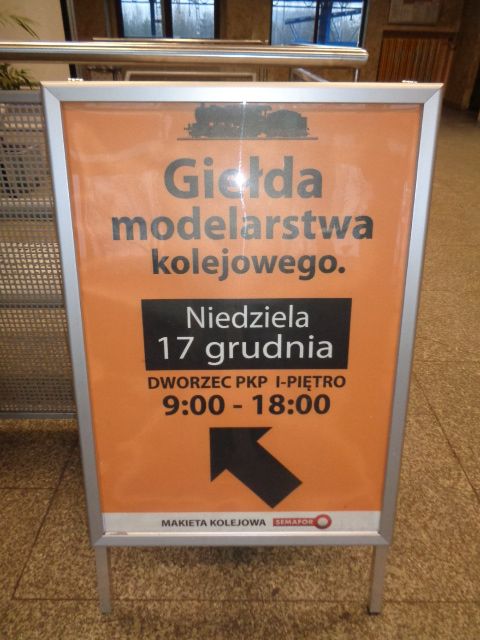 Giełda
modelarstwa
kolejowego.
Niedziela
17 grudnia
DWORZEC PKP I-PIĘTRO
9:00 - 18:00
MAKIETA KOLEJOWA SEMAFOR